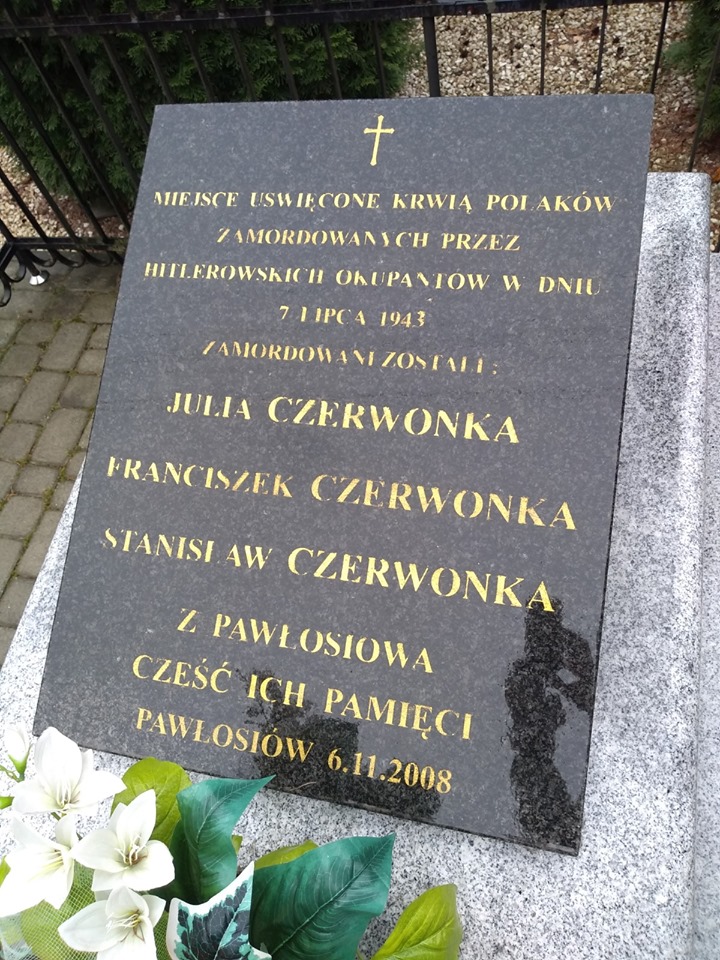 MIEJSCE UŚWIĘCONE KRWIĄ POLAKÓW
ZAMORDOWANYCH PRZEZ
HITLEROWSKICH OKUPANTÓW W DNIU
7 LIPCA 1943
ZAMORDOWANI ZOSTALI:
JULIA CZERWONKA
FRANCISZEK CZERWONKA
STANISŁAW CZERWONKA
Z PAWŁOSIOWA
CZEŚĆ ICH PAMIĘCI
PAWŁOSIÓW 6.11.2008